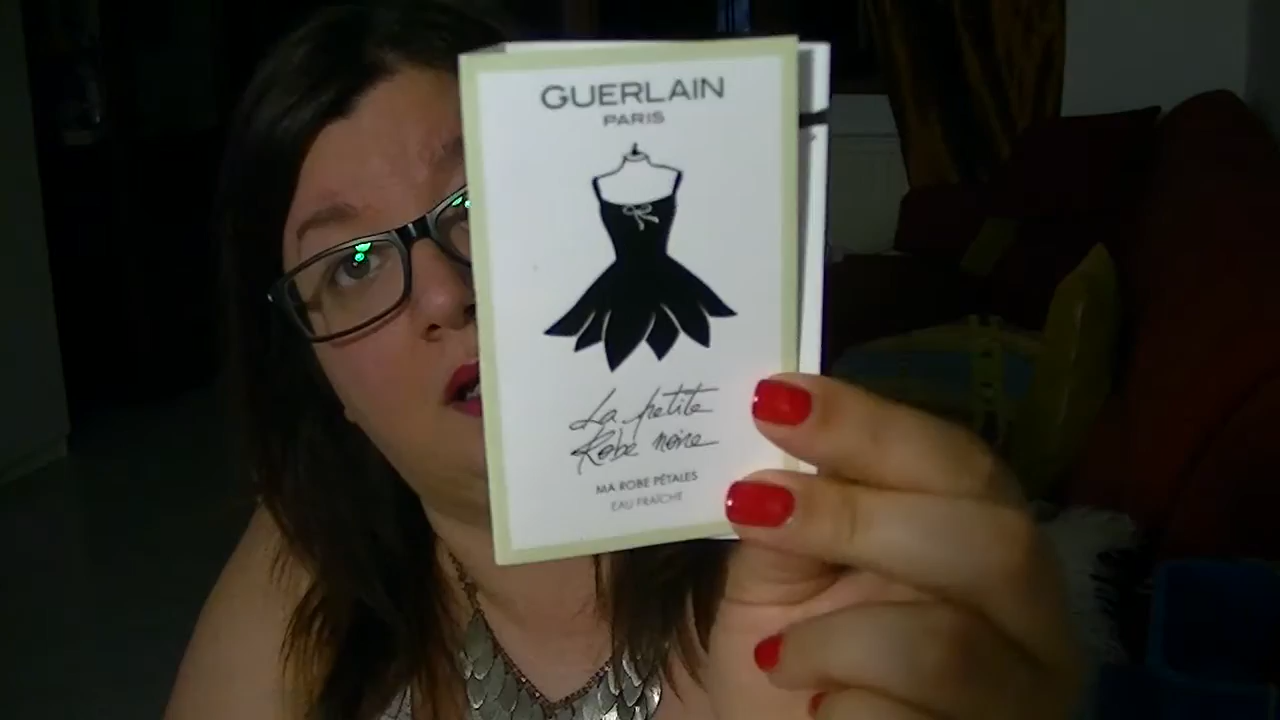 GUERLAIN
PARIS
La petite
Robe noire
MA ROBE PÉTALES
EAU FRAÎCHE